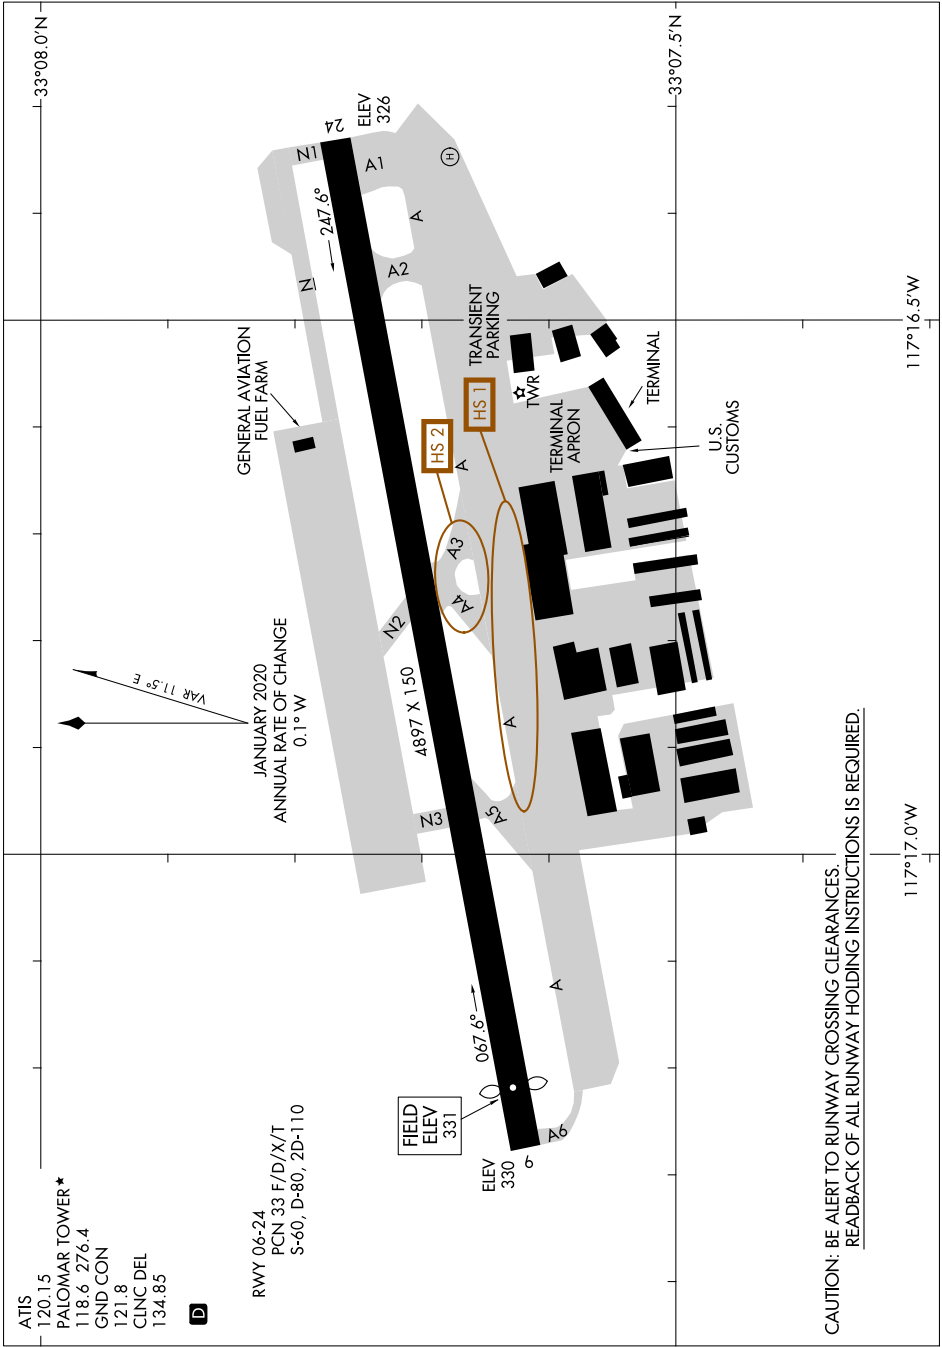 ATIS
120.15
PALOMAR TOWER★
118.6 276.4
GND CON
121.8
CLNC DEL
134.85
D
RWY 06-24
PCN 33 F/D/X/T
S-60, D-80, 2D-110
VAR 11.5° E
JANUARY 2020
ANNUAL RATE OF CHANGE
0.1° W
GENERAL AVIATION
FUEL FARM
33°08.0'N
33°07.5'N
117°16.5'W
117°17.0'W
FIELD
ELEV
331
ELEV
330
6
067.6°
4897 X 150
247.6°
24
ELEV
326
N1
N
N2
N3
A1
A
A2
A
A3
A4
A
A5
A
A6
H
HS 1
HS 2
TRANSIENT
PARKING
TWR
TERMINAL
APRON
TERMINAL
U.S.
CUSTOMS
CAUTION: BE ALERT TO RUNWAY CROSSING CLEARANCES.
READBACK OF ALL RUNWAY HOLDING INSTRUCTIONS IS REQUIRED.